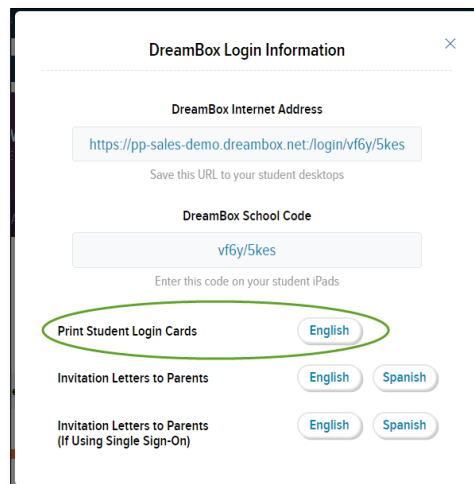 DreamBox Login Information
DreamBox Internet Address
https://pp-sales-demo.dreambox.net:/login/vf6y/5kes
Save this URL to your student desktops
DreamBox School Code
vf6y/5kes
Enter this code on your student iPads
Print Student Login Cards English
Invitation Letters to Parents English Spanish
Invitation Letters to Parents English Spanish
(If Using Single Sign-On)